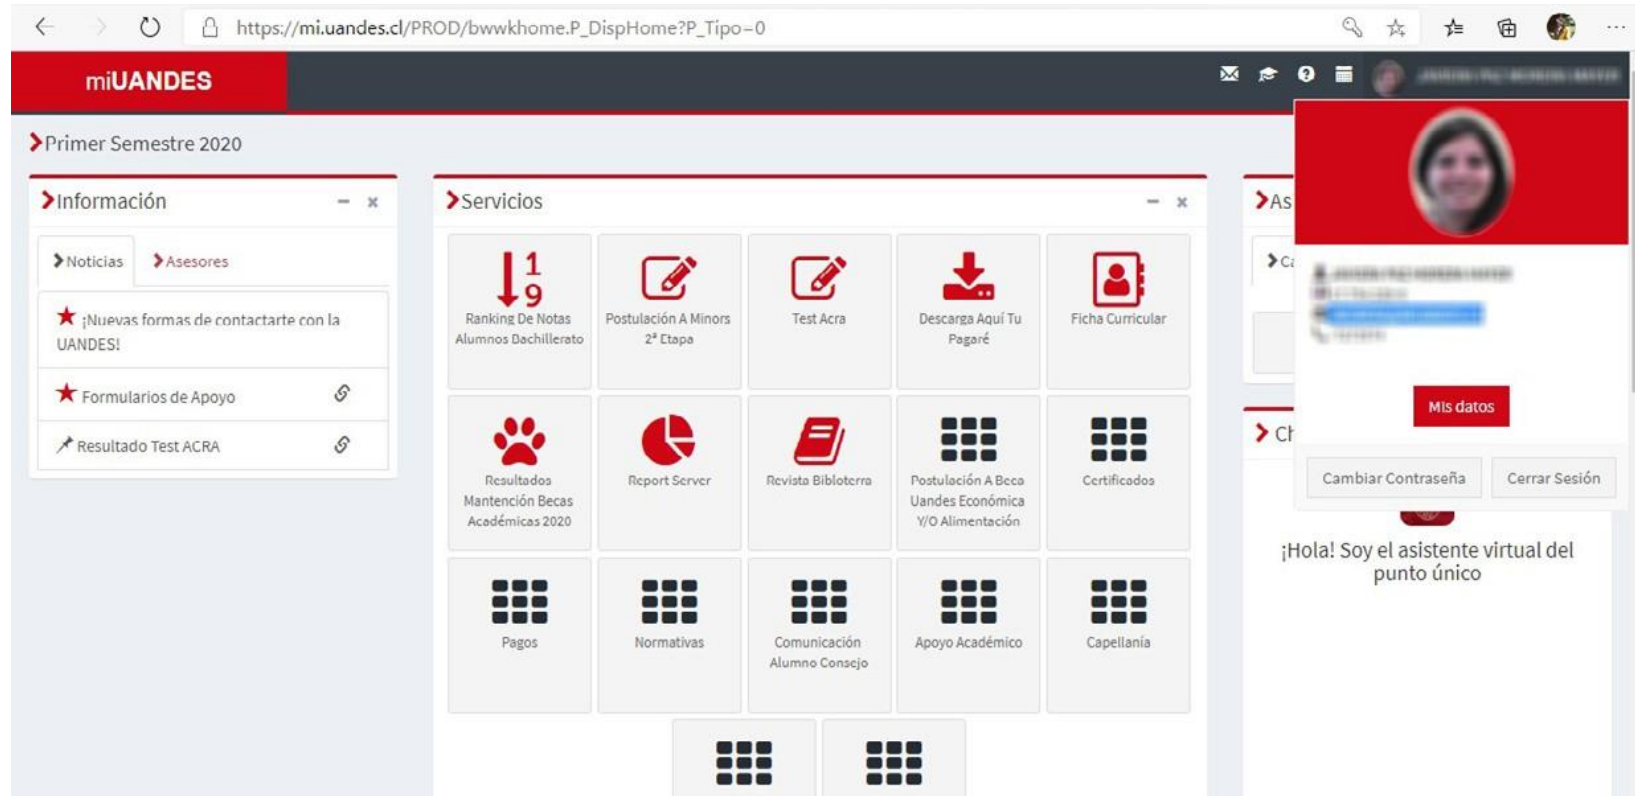 https://mi.uandes.cl/PROD/bwwkhome.P_DispHome?P_Tipo=0
miUANDES
Primer Semestre 2020
Información
Noticias
Asesores
¡Nuevas formas de contactarte con la
UANDES!
Formularios de Apoyo
Resultado Test ACRA
Servicios
1
9
Ranking De Notas
Alumnos Bachillerato
Postulación A Minors
2ª Etapa
Test Acra
Descarga Aquí Tu
Pagaré
Ficha Curricular
Resultados
Mantención Becas
Académicas 2020
Report Server
Revista Biblioterra
Postulación A Beca
Uandes Económica
Y/O Alimentación
Certificados
Pagos
Normativas
Comunicación
Alumno Consejo
Apoyo Académico
Capellanía
As
Ca
Ch
Mis datos
Cambiar Contraseña
Cerrar Sesión
¡Hola! Soy el asistente virtual del
punto único